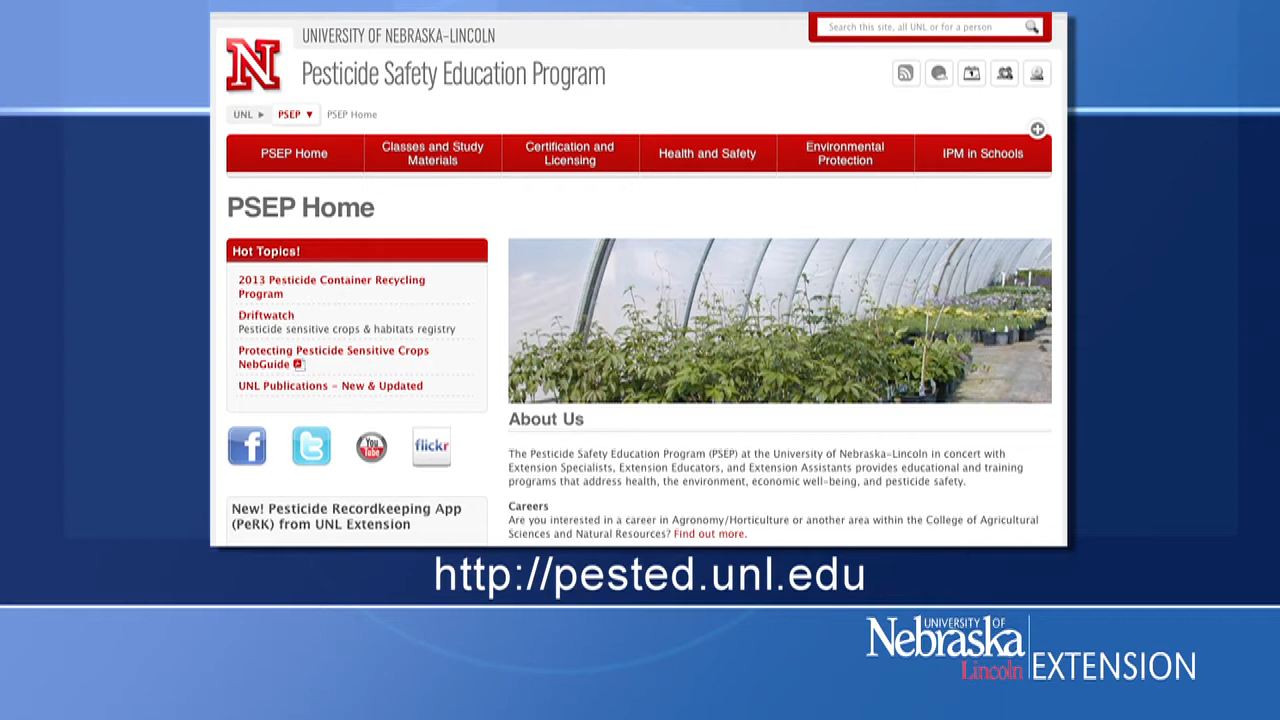 UNIVERSITY OF NEBRASKA–LINCOLN
Search this site, all UNL or for a person
N
Pesticide Safety Education Program
UNL ► PSEP ▼ PSEP Home
PSEP Home
Classes and Study
Materials
Certification and
Licensing
Health and Safety
Environmental
Protection
IPM in Schools
PSEP Home
Hot Topics!
2013 Pesticide Container Recycling
Program
Driftwatch
Pesticide sensitive crops & habitats registry
Protecting Pesticide Sensitive Crops
NebGuide
UNL Publications – New & Updated
f
t
You
Tube
flickr
New! Pesticide Recordkeeping App
(PeRK) from UNL Extension
About Us
The Pesticide Safety Education Program (PSEP) at the University of Nebraska–Lincoln in concert with
Extension Specialists, Extension Educators, and Extension Assistants provides educational and training
programs that address health, the environment, economic well-being, and pesticide safety.
Careers
Are you interested in a career in Agronomy/Horticulture or another area within the College of Agricultural
Sciences and Natural Resources? Find out more.
http://pested.unl.edu
UNIVERSITY OF
Nebraska
Lincoln
EXTENSION